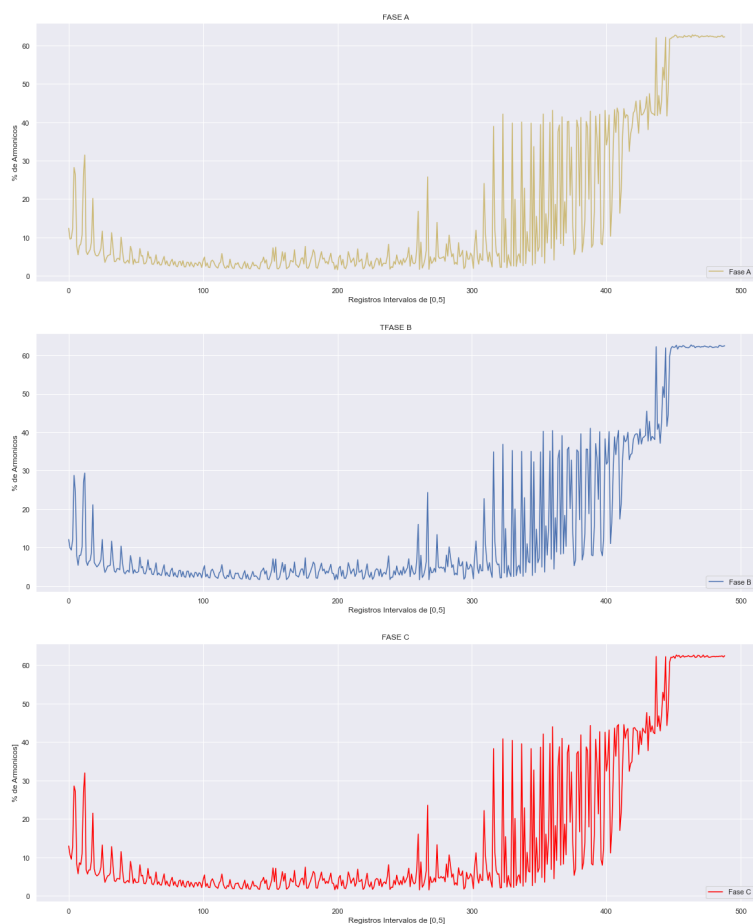 FASE A
% de Armonicos
60
50
40
30
20
10
0
0 100 200 300 400 500
Registros Intervalos de [0,5]
Fase A
TFASE B
% de Armonicos
60
50
40
30
20
10
0
0 100 200 300 400 500
Registros Intervalos de [0,5]
Fase B
FASE C
% de Armonicos]
60
50
40
30
20
10
0
0 100 200 300 400 500
Registros Intervalos de [0,5]
Fase C